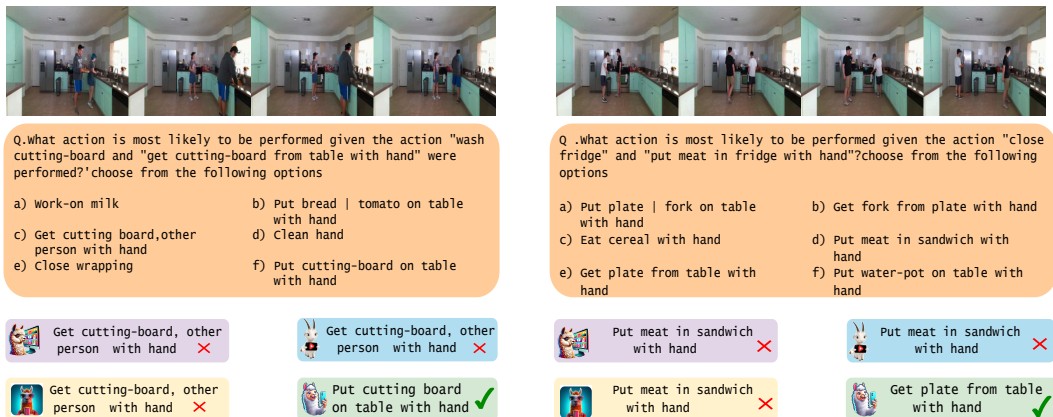 Q.What action is most likely to be performed given the action "wash
cutting-board and "get cutting-board from table with hand" were
performed?'choose from the following options
a) Work-on milk
b) Put bread | tomato on table
with hand
c) Get cutting board,other
person with hand
d) Clean hand
e) Close wrapping
f) Put cutting-board on table
with hand
Get cutting-board, other
person with hand
Get cutting-board, other
person with hand
Get cutting-board, other
person with hand
Put cutting board
on table with hand
Q .What action is most likely to be performed given the action "close
fridge" and "put meat in fridge with hand"?choose from the following
options
a) Put plate | fork on table
with hand
b) Get fork from plate with hand
c) Eat cereal with hand
d) Put meat in sandwich with
hand
e) Get plate from table with
hand
f) Put water-pot on table with
hand
Put meat in sandwich
with hand
Put meat in sandwich
with hand
Put meat in sandwich
with hand
Get plate from table
with hand